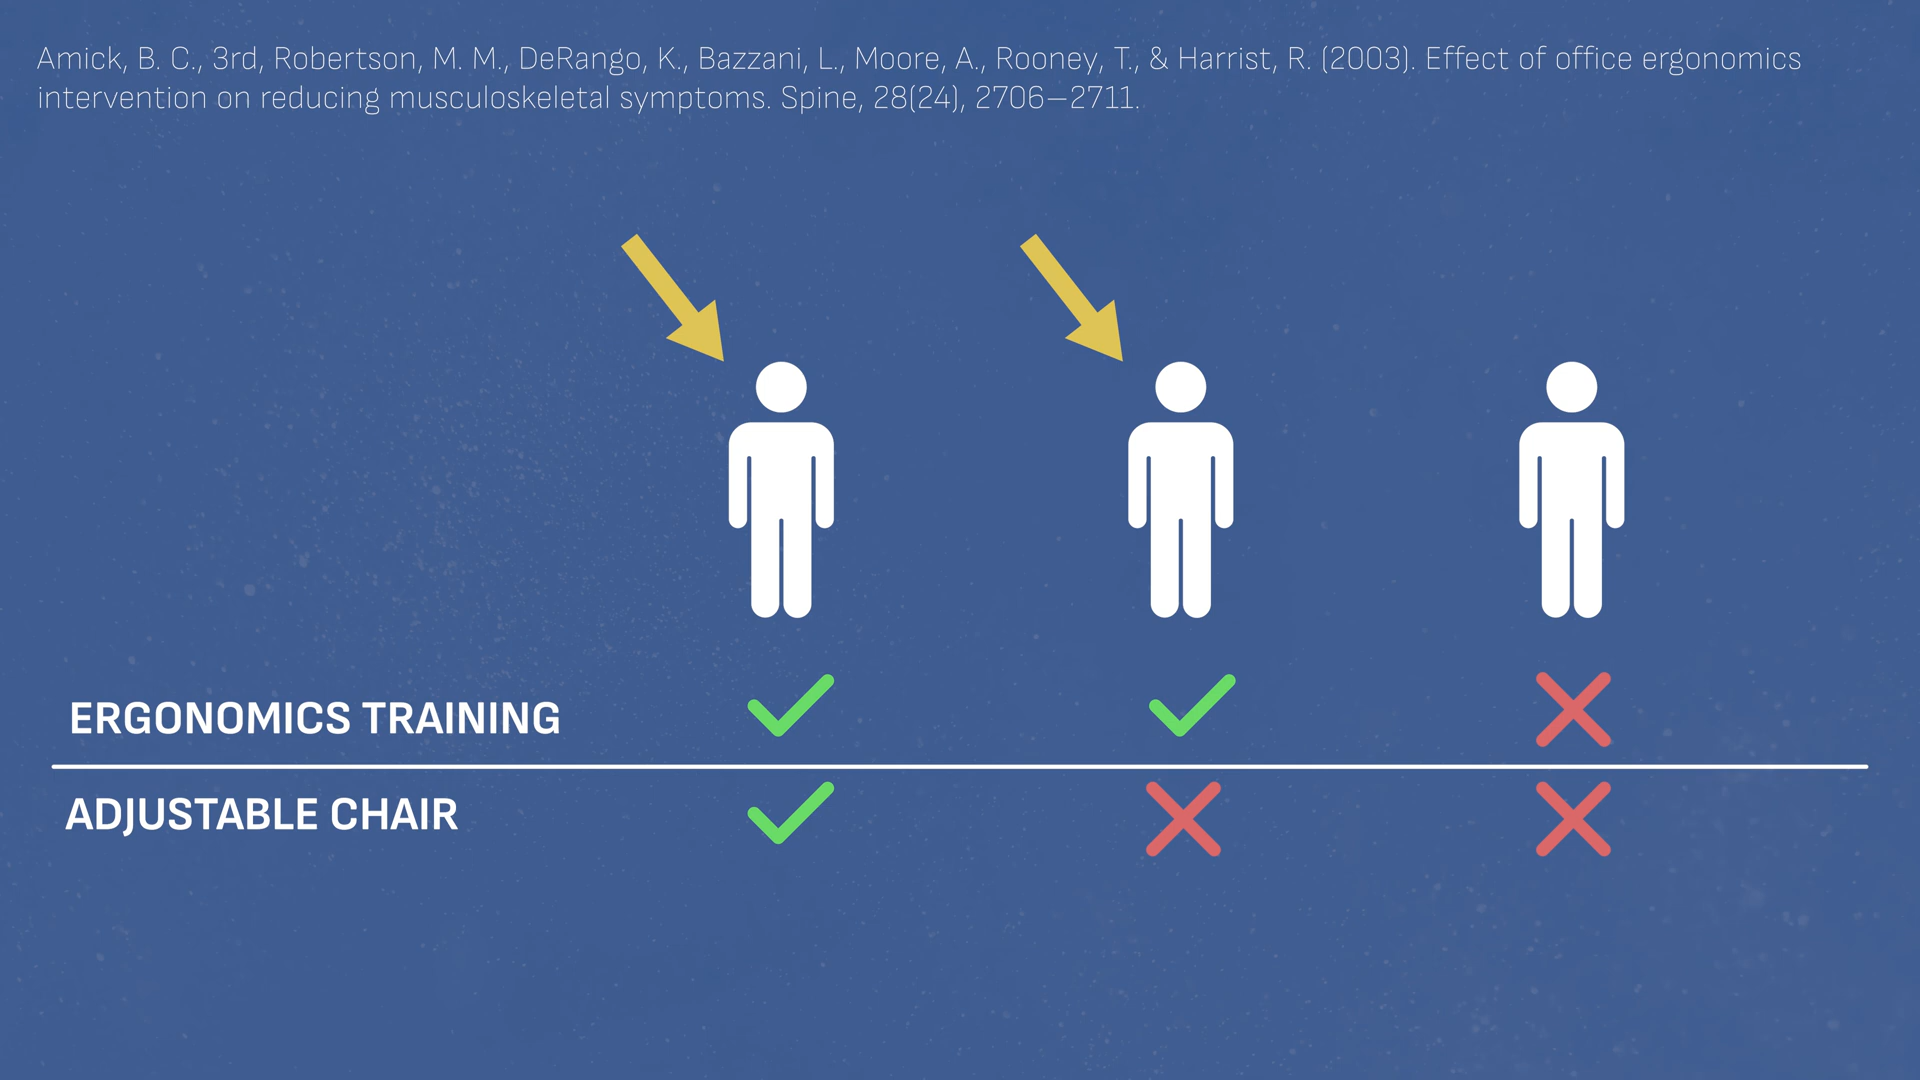 Amick, B. C., 3rd, Robertson, M. M., DeRango, K., Bazzani, L., Moore, A., Rooney, T., & Harrist, R. (2003). Effect of office ergonomics
intervention on reducing musculoskeletal symptoms. Spine, 28(24), 2706–2711.
ERGONOMICS TRAINING
ADJUSTABLE CHAIR